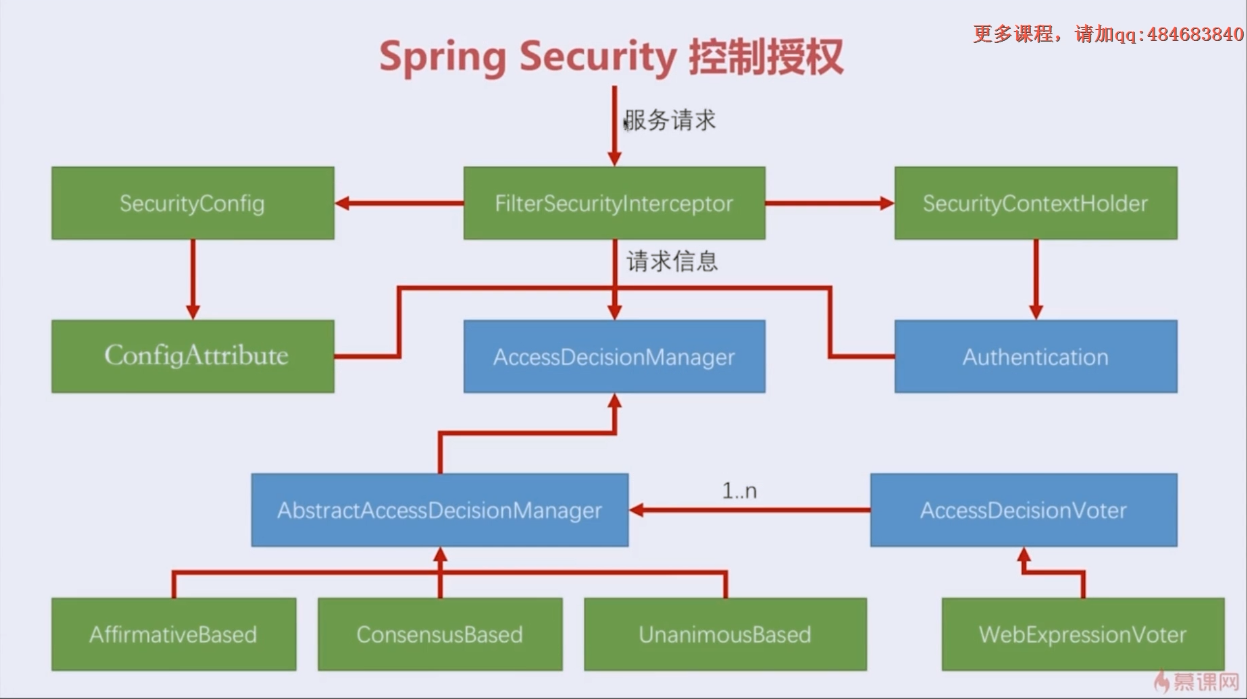 更多课程，请加qq:484683840
Spring Security 控制授权
服务请求
SecurityConfig
FilterSecurityInterceptor
SecurityContextHolder
请求信息
ConfigAttribute
AccessDecisionManager
Authentication
AbstractAccessDecisionManager
1..n
AccessDecisionVoter
AffirmativeBased
ConsensusBased
UnanimousBased
WebExpressionVoter
慕课网